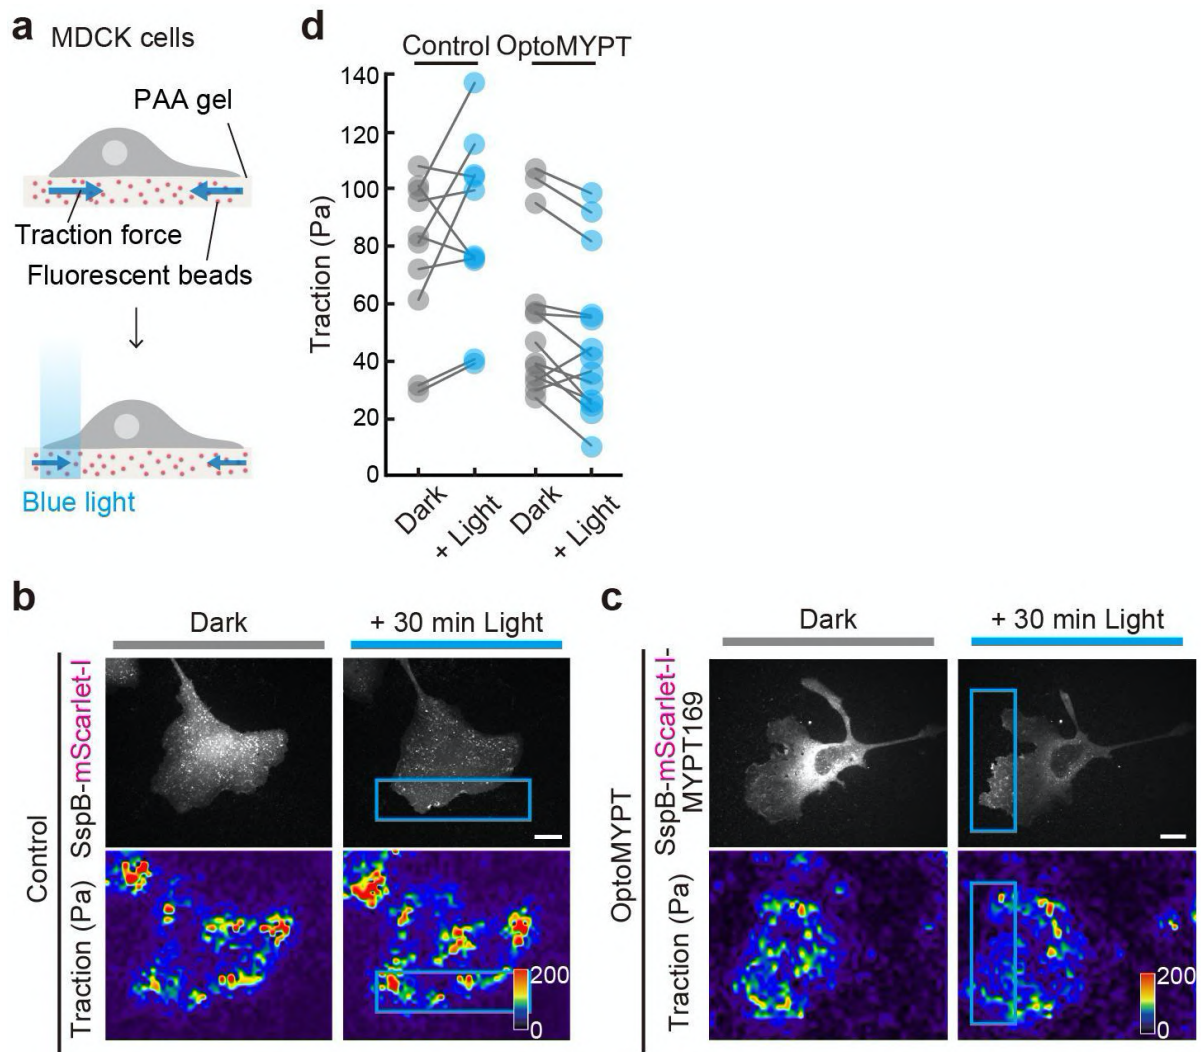 a MDCK cells
PAA gel
Traction force
Fluorescent beads
Blue light
d
Control OptoMYPT
Traction (Pa)
140
120
100
80
60
40
20
0
Dark
+ Light
Dark
+ Light
b
Dark
+ 30 min Light
Control
SspB-mScarlet-I
Traction (Pa)
200
0
c
Dark
+ 30 min Light
OptoMYPT
SspB-mScarlet-I-
MYPT169
Traction (Pa)
200
0